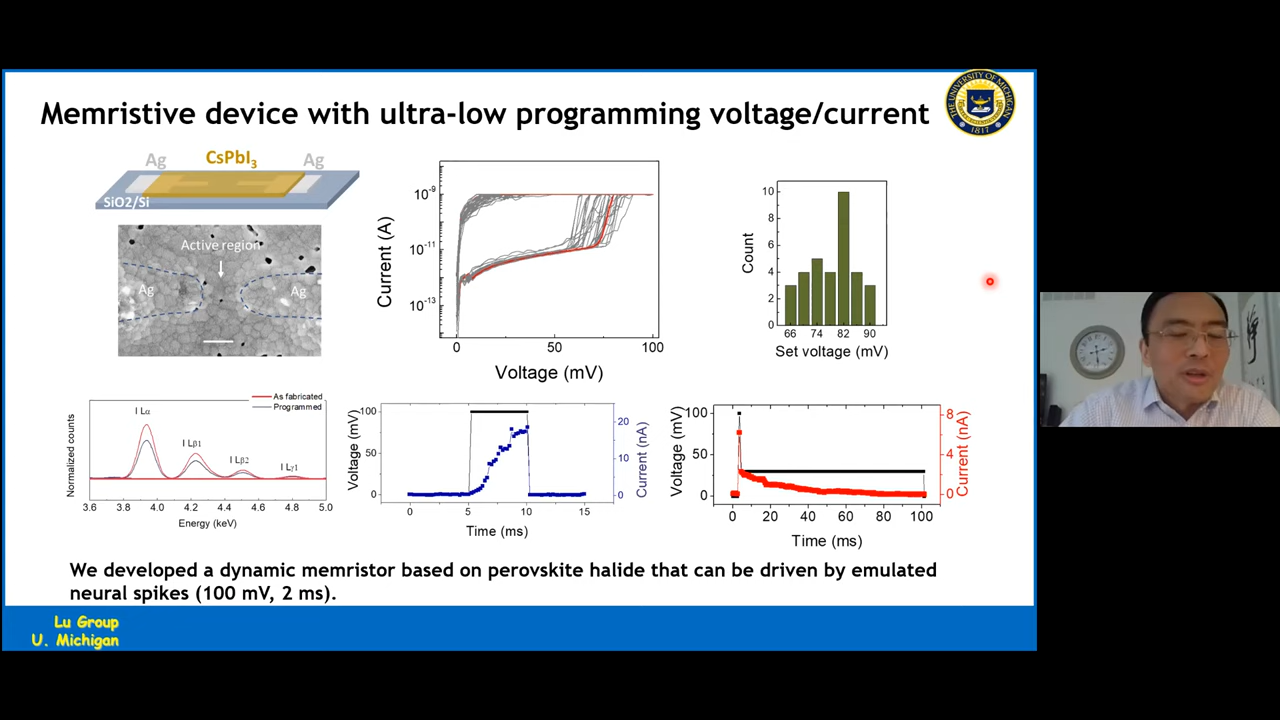 Memristive device with ultra-low programming voltage/current
THE UNIVERSITY OF MICHIGAN
1817
Ag
CsPbI3
Ag
SiO2/Si
Active region
Ag
Ag
Current (A)
10-9
10-11
10-13
0
50
100
Voltage (mV)
Count
10
8
6
4
2
0
66
74
82
90
Set voltage (mV)
As fabricated
Programmed
Normalized counts
I Lα
I Lβ1
I Lβ2
I Lγ1
3.6
3.8
4.0
4.2
4.4
4.6
4.8
5.0
Energy (keV)
Voltage (mV)
100
50
0
20
10
0
Current (nA)
0
5
10
15
Time (ms)
Voltage (mV)
100
50
0
8
4
2
0
Current (nA)
0
20
40
60
80
100
Time (ms)
We developed a dynamic memristor based on perovskite halide that can be driven by emulated
neural spikes (100 mV, 2 ms).
Lu Group
U. Michigan